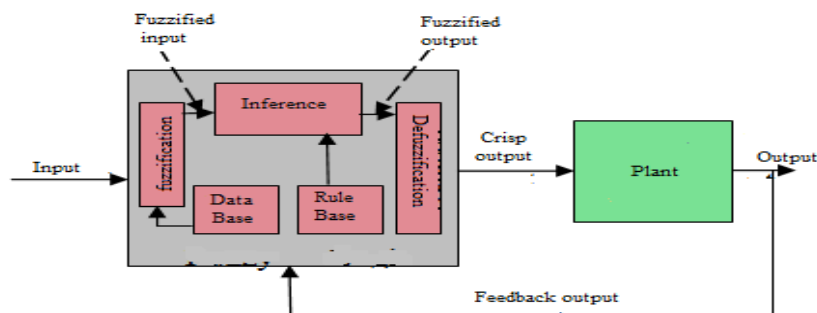 Fuzzified
input
Fuzzified
output
Inference
fuzzification
Defuzzification
Data
Base
Rule
Base
Input
Crisp
output
Plant
Output
Feedback output